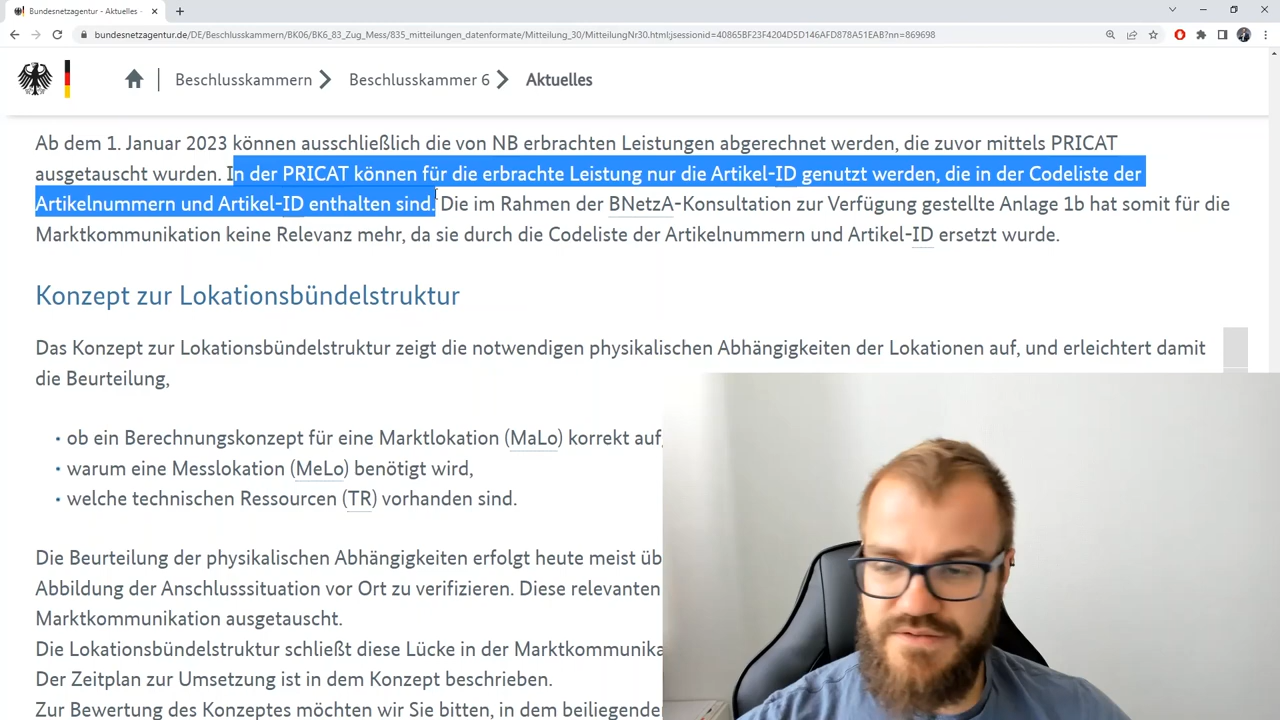 Bundesnetzagentur - Aktuelles -
bundesnetzagentur.de/DE/Beschlusskammern/BK06/BK6_83_Zug_Mess/835_mitteilungen_datenformate/Mitteilung_30/MitteilungNr30.html;jsessionid=40865BF23F4204D5D146AFD878A51EAB?nn=869698
Beschlusskammern Beschlusskammer 6 Aktuelles
Ab dem 1. Januar 2023 können ausschließlich die von NB erbrachten Leistungen abgerechnet werden, die zuvor mittels PRICAT
ausgetauscht wurden. In der PRICAT können für die erbrachte Leistung nur die Artikel-ID genutzt werden, die in der Codeliste der
Artikelnummern und Artikel-ID enthalten sind. Die im Rahmen der BNetzA-Konsultation zur Verfügung gestellte Anlage 1b hat somit für die
Marktkommunikation keine Relevanz mehr, da sie durch die Codeliste der Artikelnummern und Artikel-ID ersetzt wurde.
Konzept zur Lokationsbündelstruktur
Das Konzept zur Lokationsbündelstruktur zeigt die notwendigen physikalischen Abhängigkeiten der Lokationen auf, und erleichtert damit
die Beurteilung,
• ob ein Berechnungskonzept für eine Marktlokation (MaLo) korrekt auf
• warum eine Messlokation (MeLo) benötigt wird,
• welche technischen Ressourcen (TR) vorhanden sind.
Die Beurteilung der physikalischen Abhängigkeiten erfolgt heute meist üb
Abbildung der Anschlusssituation vor Ort zu verifizieren. Diese relevanten
Marktkommunikation ausgetauscht.
Die Lokationsbündelstruktur schließt diese Lücke in der Marktkommunika
Der Zeitplan zur Umsetzung ist in dem Konzept beschrieben.
Zur Bewertung des Konzeptes möchten wir Sie bitten, in dem beiliegende